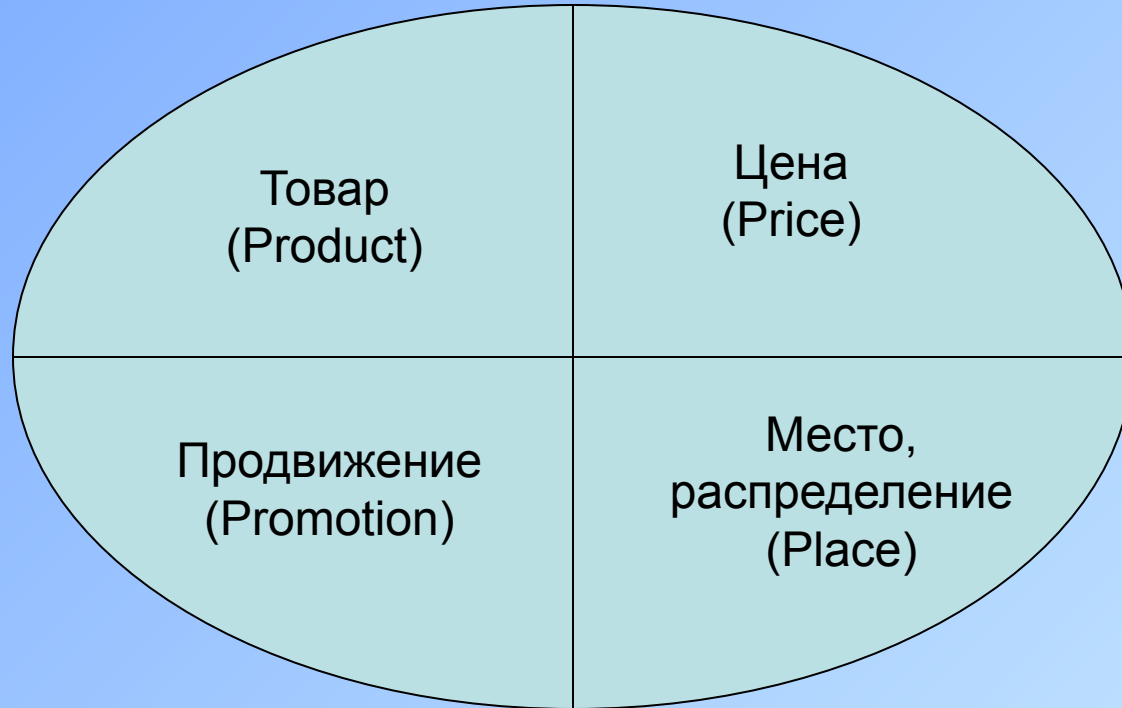 Товар
(Product)
Цена
(Price)
Продвижение
(Promotion)
Место,
распределение
(Place)